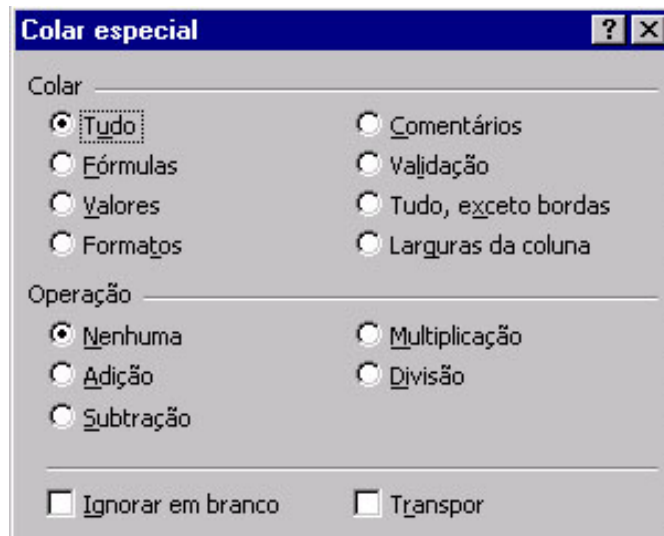 Colar especial
Colar
Tudo Comentários
Fórmulas Validação
Valores Tudo, exceto bordas
Formatos Larguras da coluna
Operação
Nenhuma Multiplicação
Adição Divisão
Subtração
Ignorar em branco Transpor